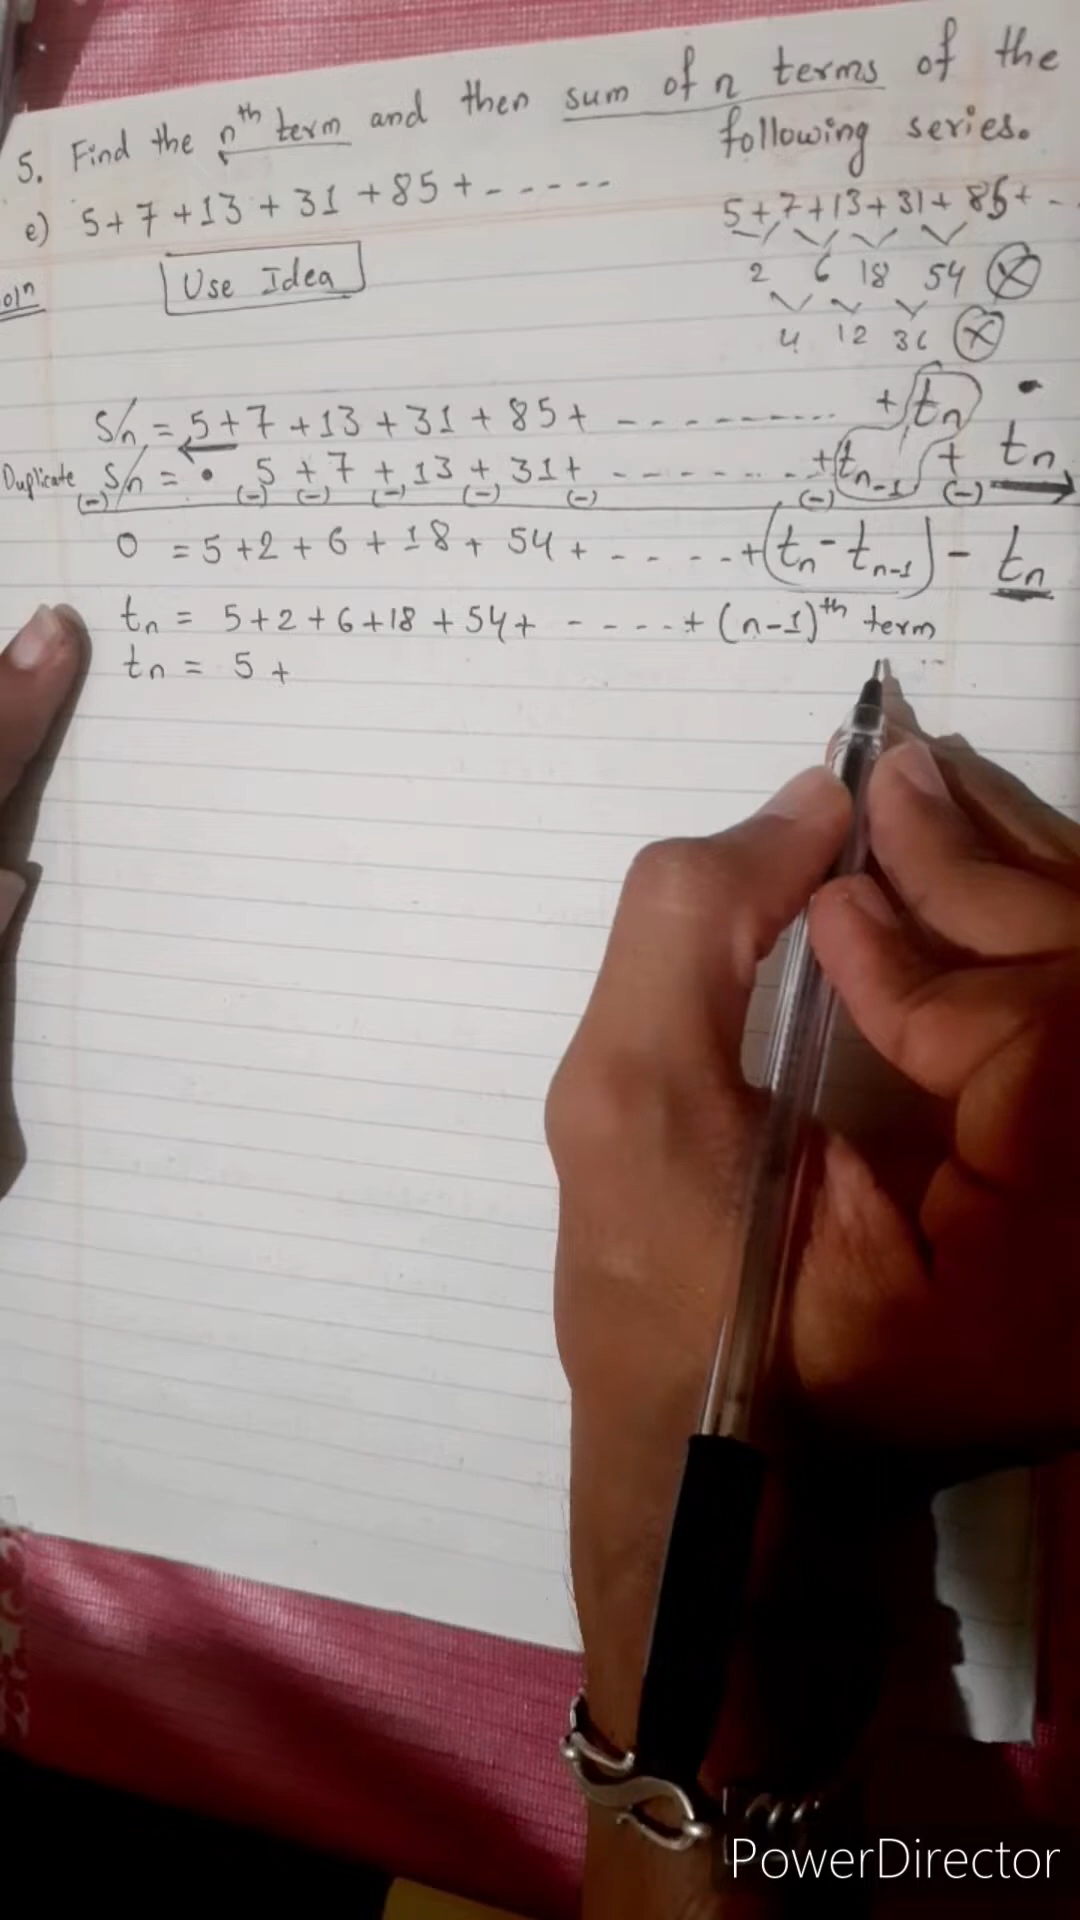 5. Find the nth term and then sum of n terms of the
following series.
e) 5+7+13+31+85+-----
5+7+13+31+85+--
Use Idea
2 6 18 54 (X)
4 12 36 (X)
Sn = 5+7+13+31+85+ ---------- + tn
Duplicate Sn = • 5+7+13+31+ ------- + tn-1 + tn
(-) (-) (-) (-) (-) (-) (-) (-)
0 = 5+2+6+18+54+ -----+(tn - tn-1) - tn
tn = 5+2+6+18+54+ -----+ (n-1)th term
tn = 5 +
PowerDirector